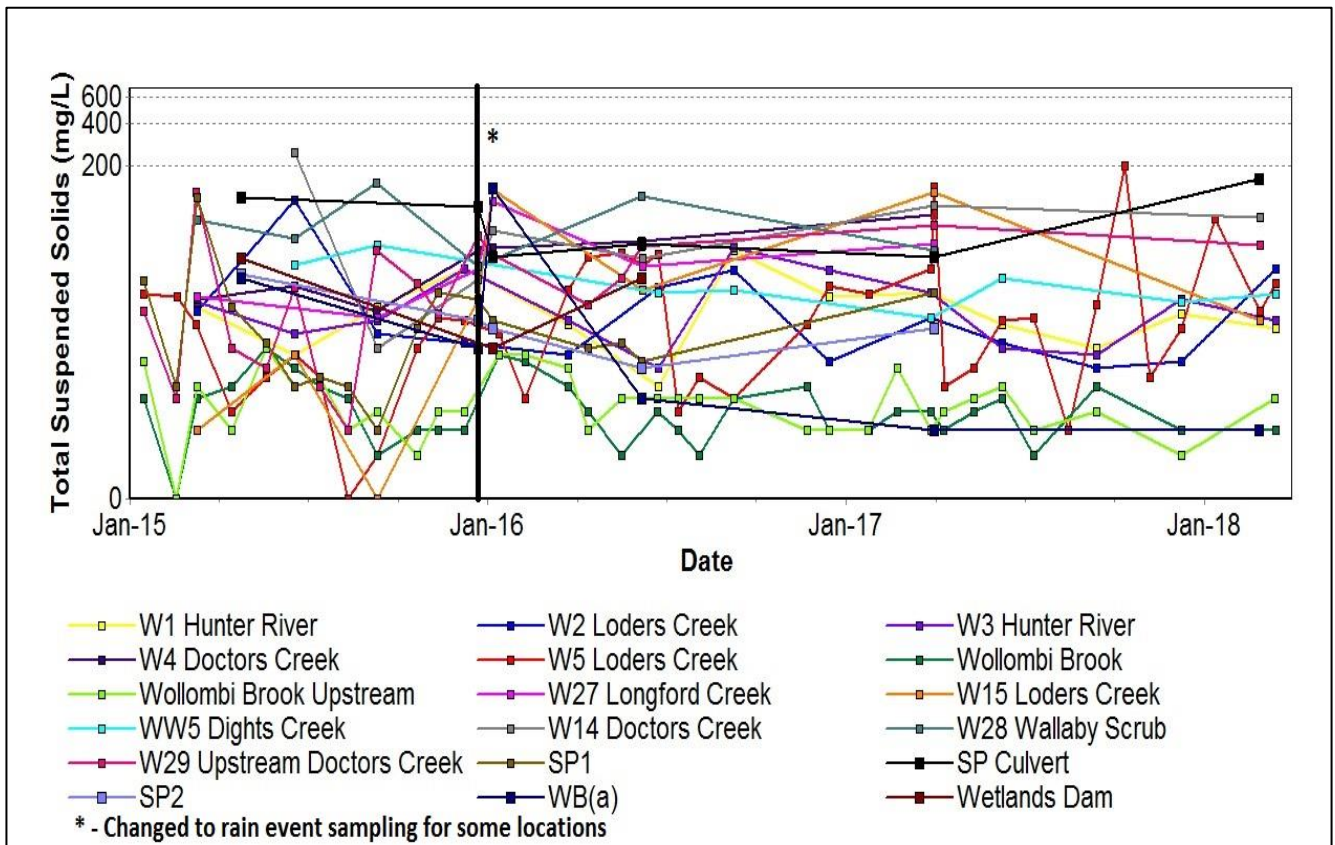 Total Suspended Solids (mg/L)
600
400
200
0
*
Jan-15 Jan-16 Jan-17 Jan-18
Date
W1 Hunter River W2 Loders Creek W3 Hunter River
W4 Doctors Creek W5 Loders Creek Wollombi Brook
Wollombi Brook Upstream W27 Longford Creek W15 Loders Creek
WW5 Dights Creek W14 Doctors Creek W28 Wallaby Scrub
W29 Upstream Doctors Creek SP1 SP Culvert
SP2 WB(a) Wetlands Dam
* - Changed to rain event sampling for some locations